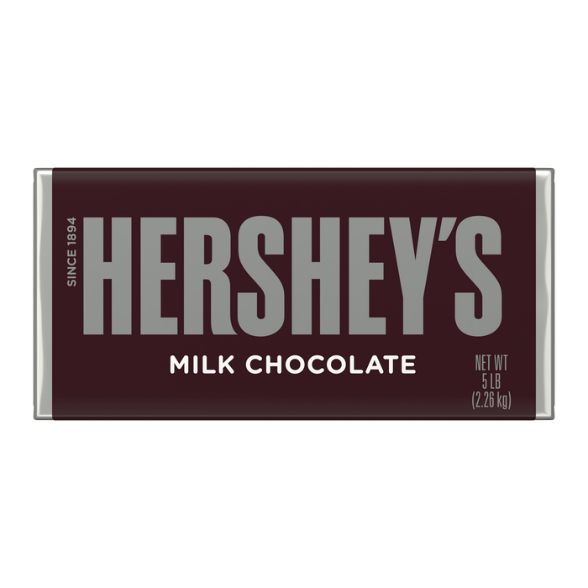 SINCE 1894
HERSHEY'S
MILK CHOCOLATE
NET WT
5 LB
(2.26 kg)